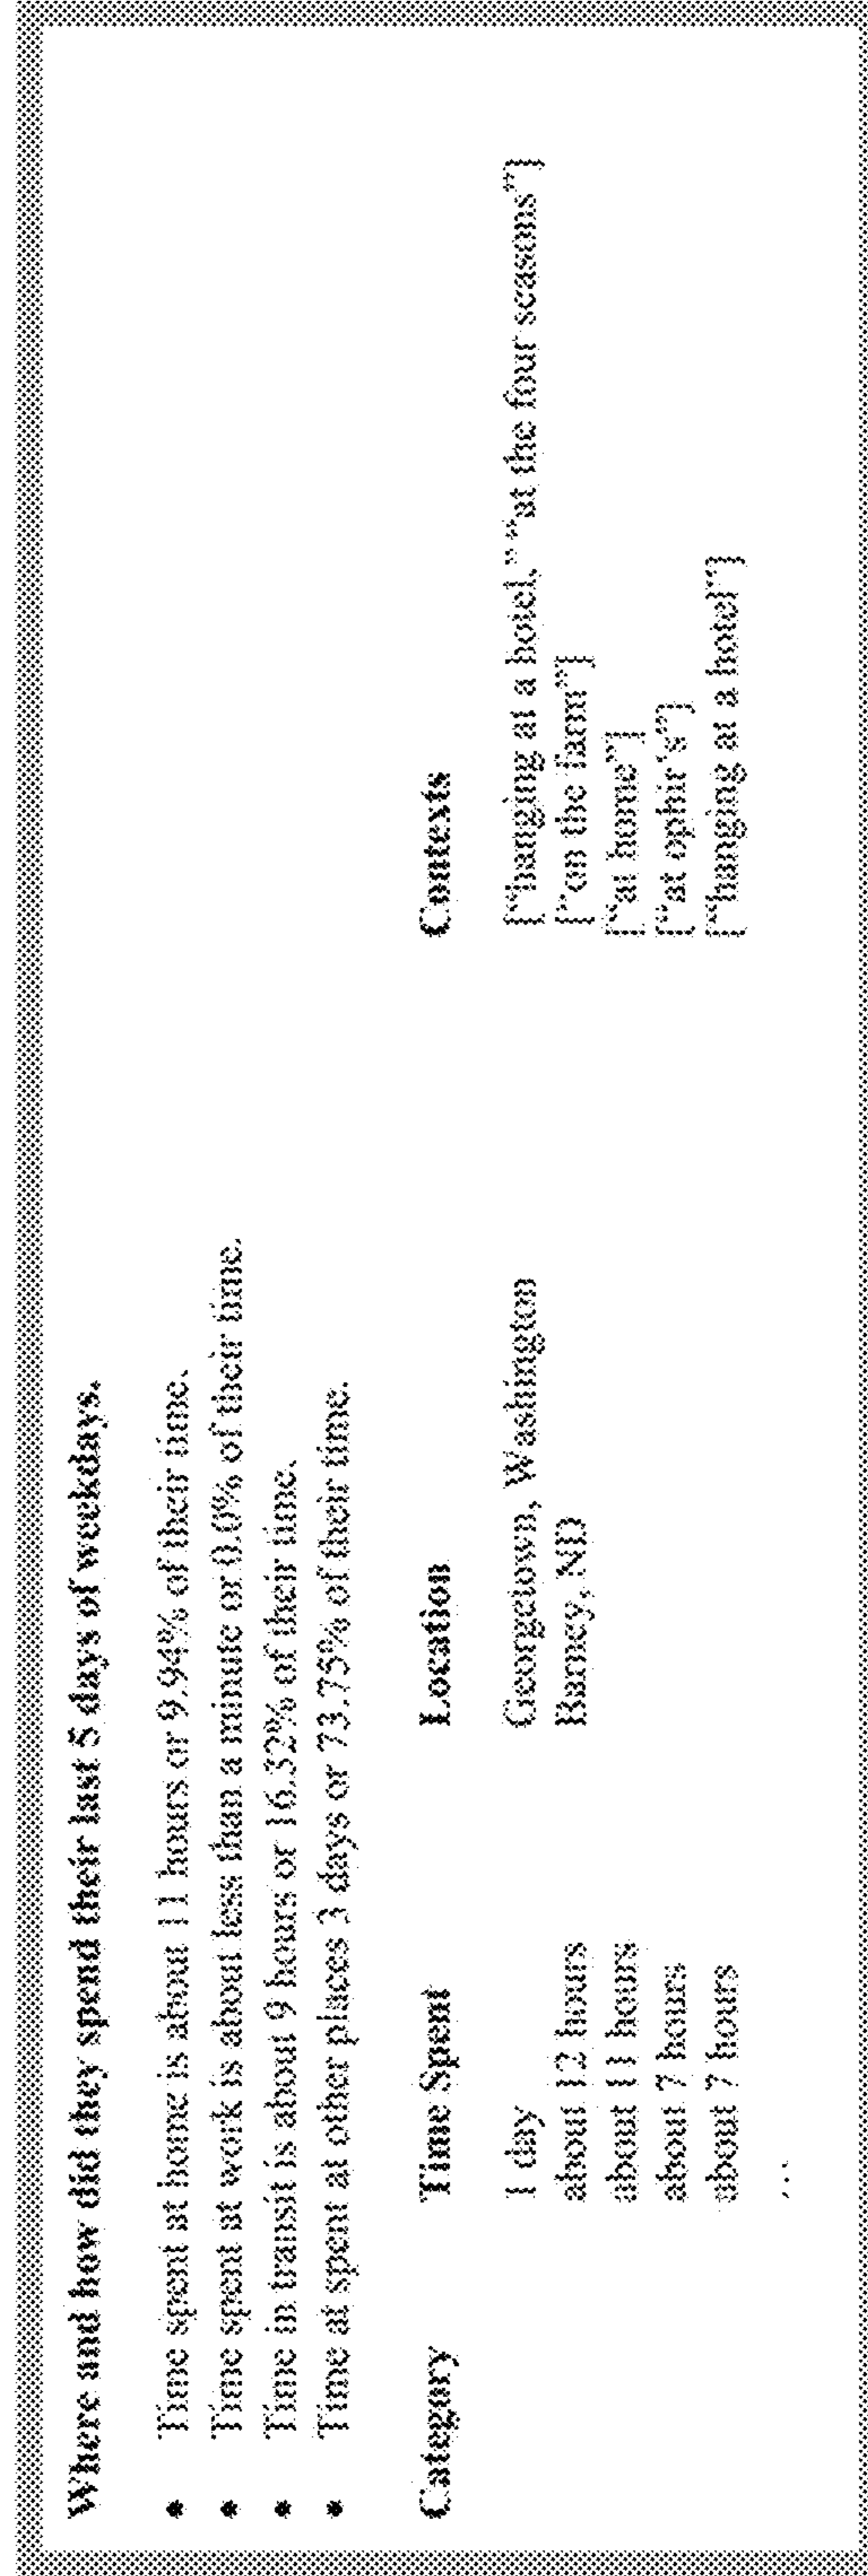 Where and how did they spend their last 5 days of weekdays.
• Time spent at home is about 11 hours or 9.94% of their time.
• Time spent at work is about less than a minute or 0.0% of their time.
• Time in transit is about 9 hours or 16.32% of their time.
• Time at spent at other places 3 days or 73.75% of their time.
Category Time Spent Location Contexts
1 day Georgetown, Washington ["hanging at a hotel," "at the four seasons"]
about 12 hours Barney, ND ["on the farm"]
about 11 hours ["at home"]
about 7 hours ["at ophir's"]
about 7 hours ["hanging at a hotel"]
...